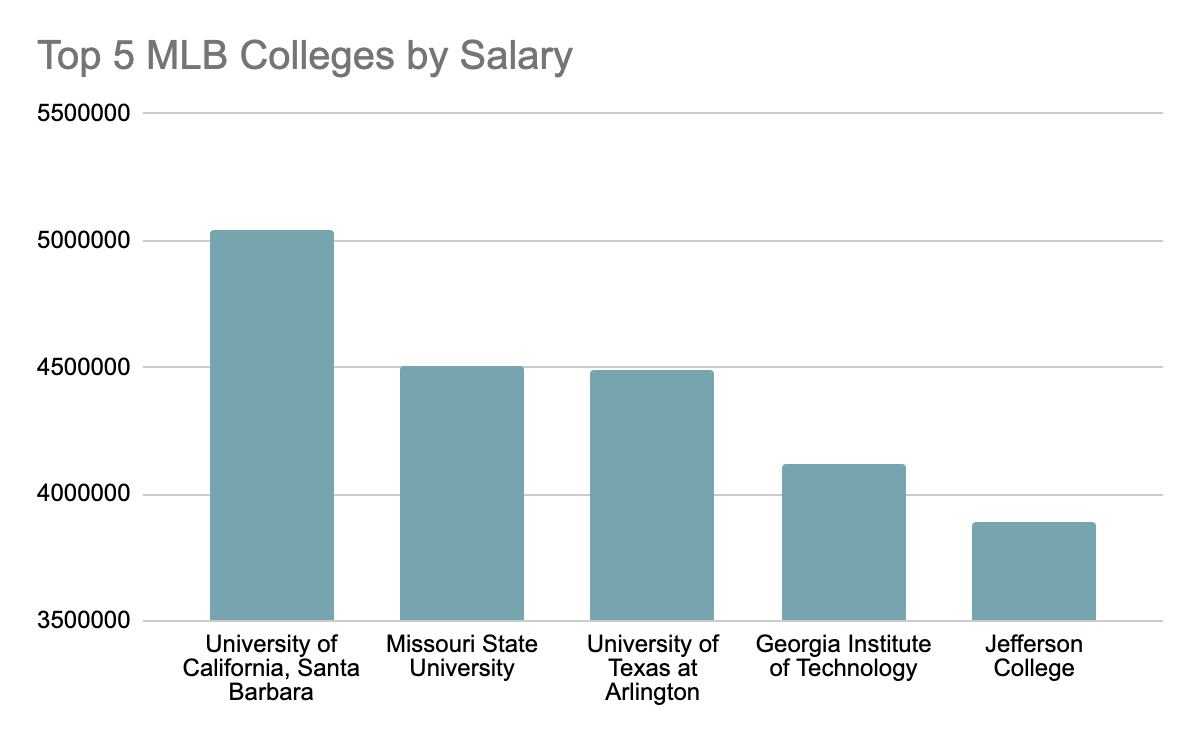 Top 5 MLB Colleges by Salary
5500000
5000000
4500000
4000000
3500000
University of
California, Santa
Barbara
Missouri State
University
University of
Texas at
Arlington
Georgia Institute
of Technology
Jefferson
College